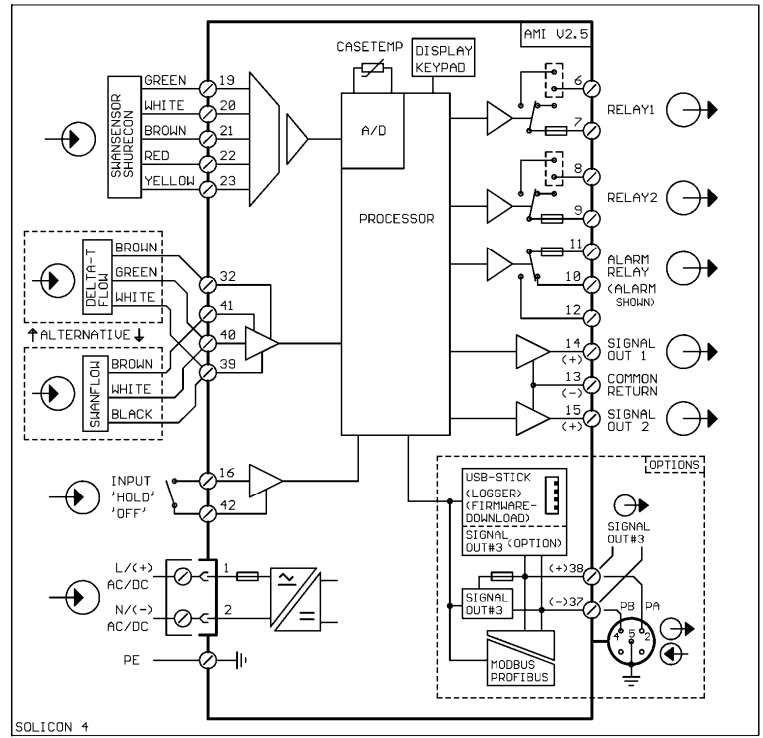 AMI V2.5
CASETEMP
DISPLAY
KEYPAD
A/D
PROCESSOR
SWANSENSOR
SHURECON
GREEN 19
WHITE 20
BROWN 21
RED 22
YELLOW 23
6
7
RELAY1
8
9
RELAY2
11
10
12
ALARM
RELAY
(ALARM
SHOWN)
DELTA-T
FLOW
BROWN
GREEN
WHITE
32
41
40
39
↑ALTERNATIVE↓
SWANFLOW
BROWN
WHITE
BLACK
14
(+)
SIGNAL
OUT 1
13
(-)
COMMON
RETURN
15
(+)
SIGNAL
OUT 2
INPUT
'HOLD'
'OFF'
16
42
OPTIONS
USB-STICK
(LOGGER)
(FIRMWARE-
DOWNLOAD)
SIGNAL
OUT#3 (OPTION)
SIGNAL
OUT#3
(+)38
SIGNAL
OUT#3
(-)37
PB PA
4 5 2
MODBUS
PROFIBUS
L/(+)
AC/DC
1
N/(-)
AC/DC
2
PE
SOLICON 4